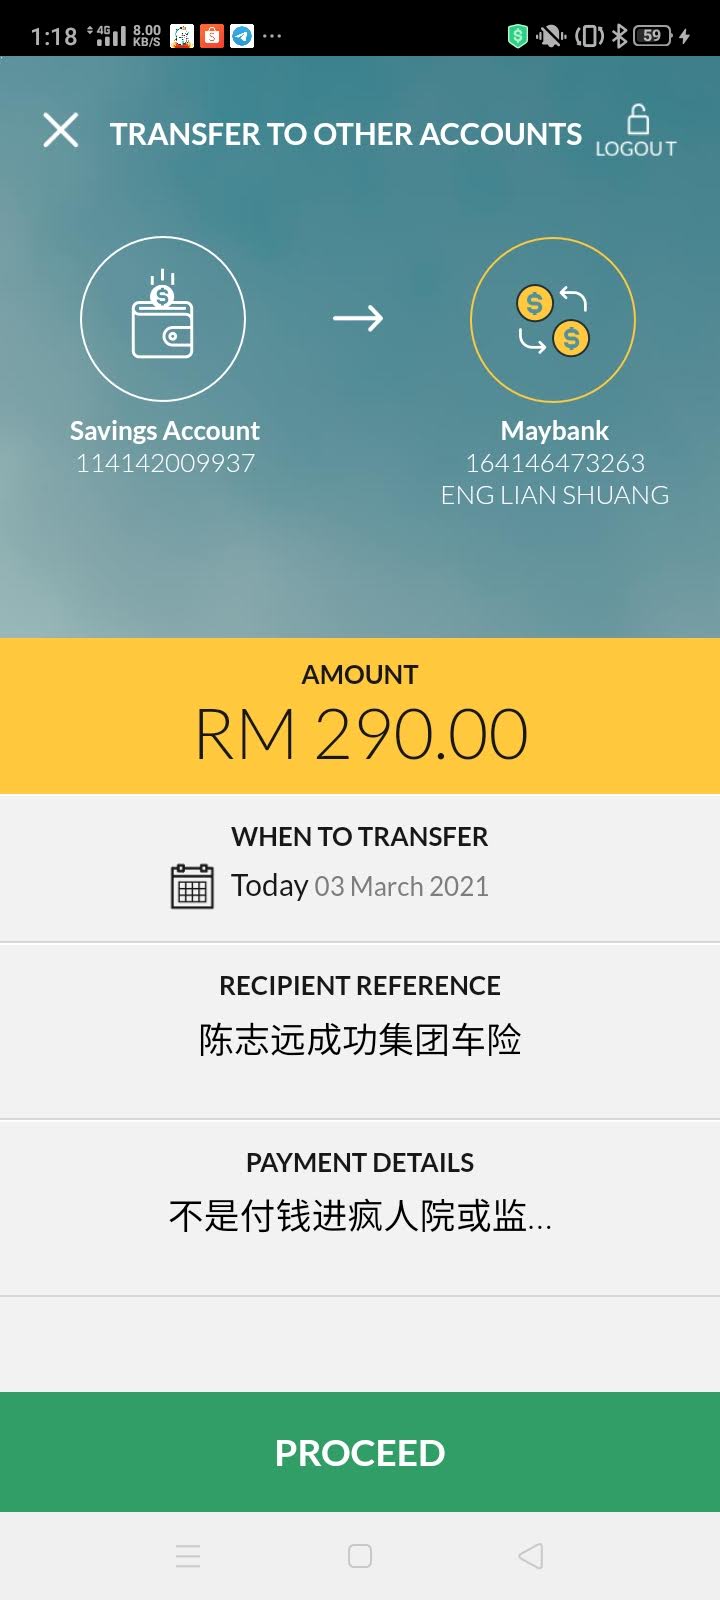 1:18 4G 8.00 KB/S ... 59
TRANSFER TO OTHER ACCOUNTS
LOGOUT
Savings Account
114142009937
Maybank
164146473263
ENG LIAN SHUANG
AMOUNT
RM 290.00
WHEN TO TRANSFER
Today 03 March 2021
RECIPIENT REFERENCE
陈志远成功集团车险
PAYMENT DETAILS
不是付钱进疯人院或监...
PROCEED